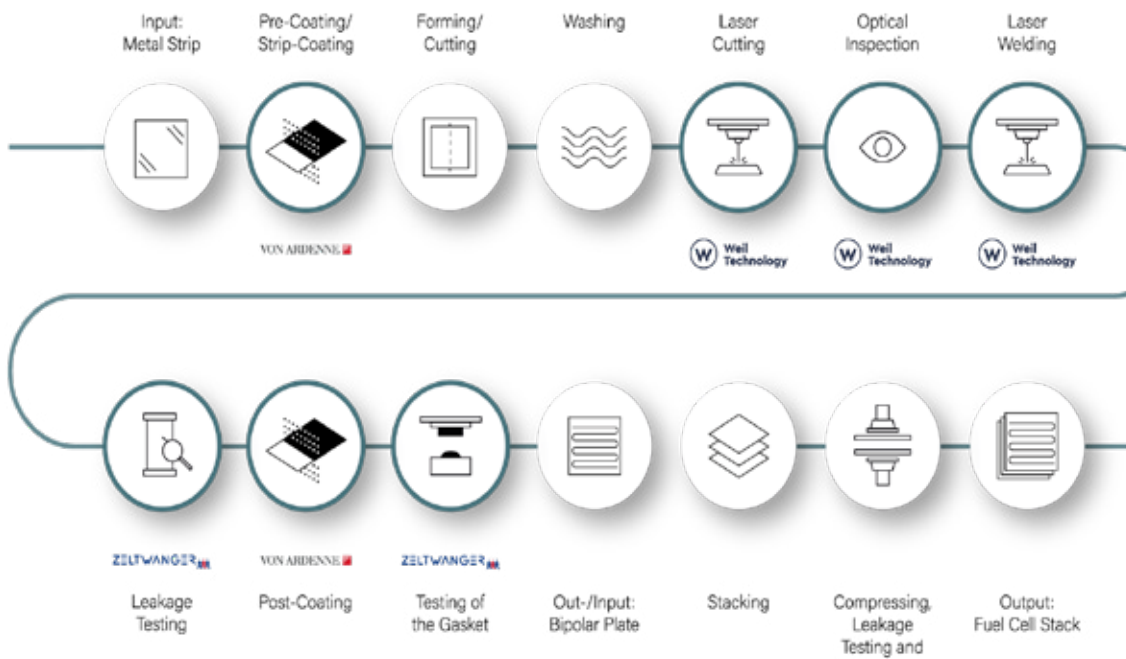 Input:
Metal Strip
Pre-Coating/
Strip-Coating
Forming/
Cutting
Washing
Laser
Cutting
Optical
Inspection
Laser
Welding
VON ARDENNE
W Weil
Technology
W Weil
Technology
W Weil
Technology
ZELTWANGER
VON ARDENNE
ZELTWANGER
Leakage
Testing
Post-Coating
Testing of
the Gasket
Out-/Input:
Bipolar Plate
Stacking
Compressing,
Leakage
Testing and
Output:
Fuel Cell Stack